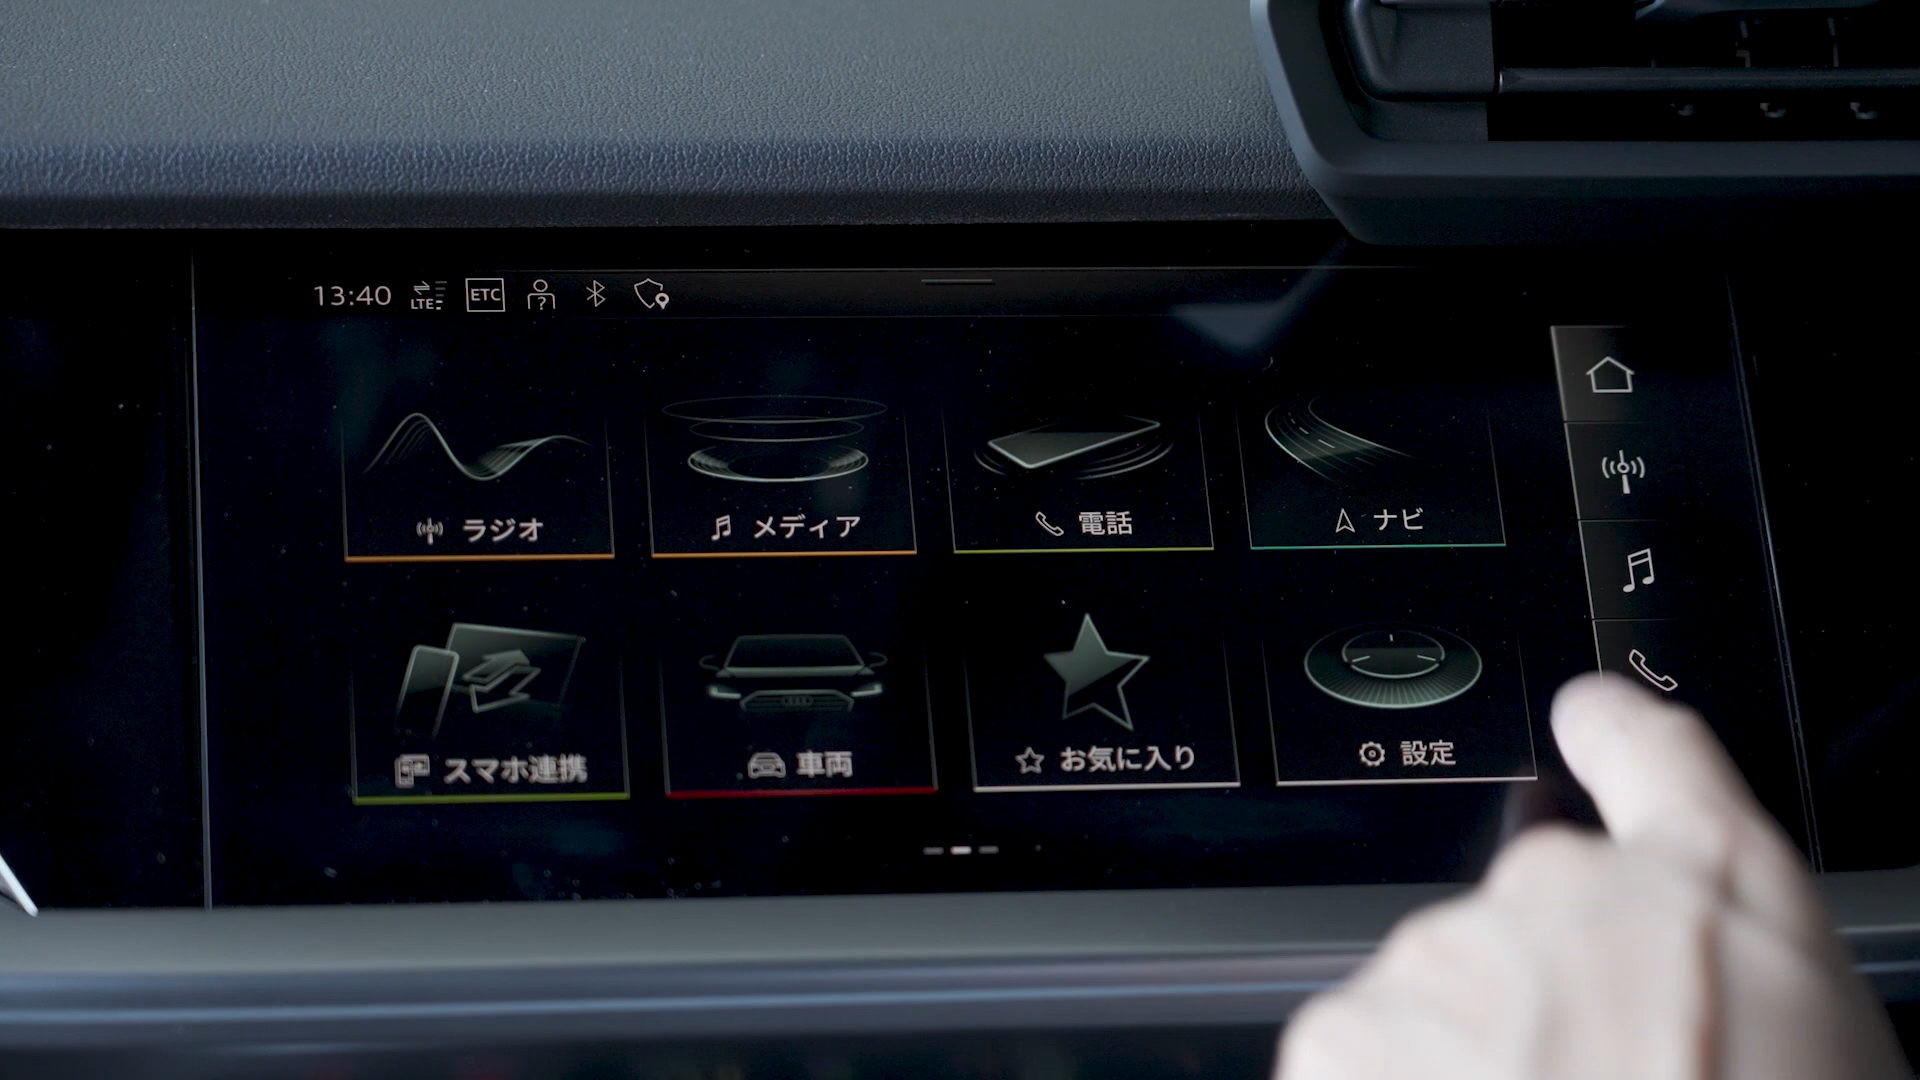 13:40 LTE ETC ?
ラジオ
メディア
電話
ナビ
スマホ連携
車両
お気に入り
設定